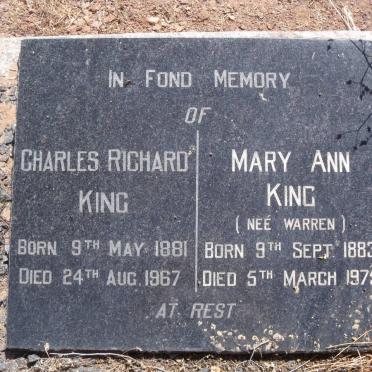 IN FOND MEMORY
OF
CHARLES RICHARD
KING
BORN 9TH MAY 1881
DIED 24TH AUG. 1967
MARY ANN
KING
(NEÉ WARREN)
BORN 9TH SEPT 1883
DIED 5TH MARCH
AT REST